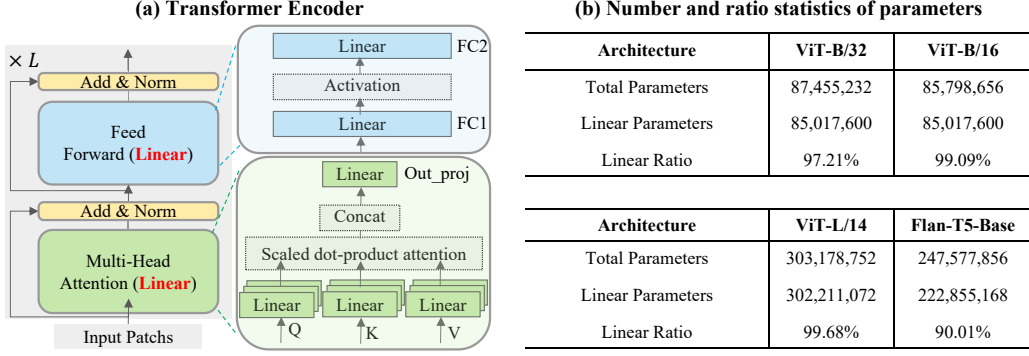 (a) Transformer Encoder
× L
Add & Norm
Feed
Forward (Linear)
Add & Norm
Multi-Head
Attention (Linear)
Input Patchs
Linear
FC2
Activation
Linear
FC1
Linear
Out_proj
Concat
Scaled dot-product attention
Linear Linear Linear
Q K V
(b) Number and ratio statistics of parameters
Architecture ViT-B/32 ViT-B/16
Total Parameters 87,455,232 85,798,656
Linear Parameters 85,017,600 85,017,600
Linear Ratio 97.21% 99.09%
Architecture ViT-L/14 Flan-T5-Base
Total Parameters 303,178,752 247,577,856
Linear Parameters 302,211,072 222,855,168
Linear Ratio 99.68% 90.01%